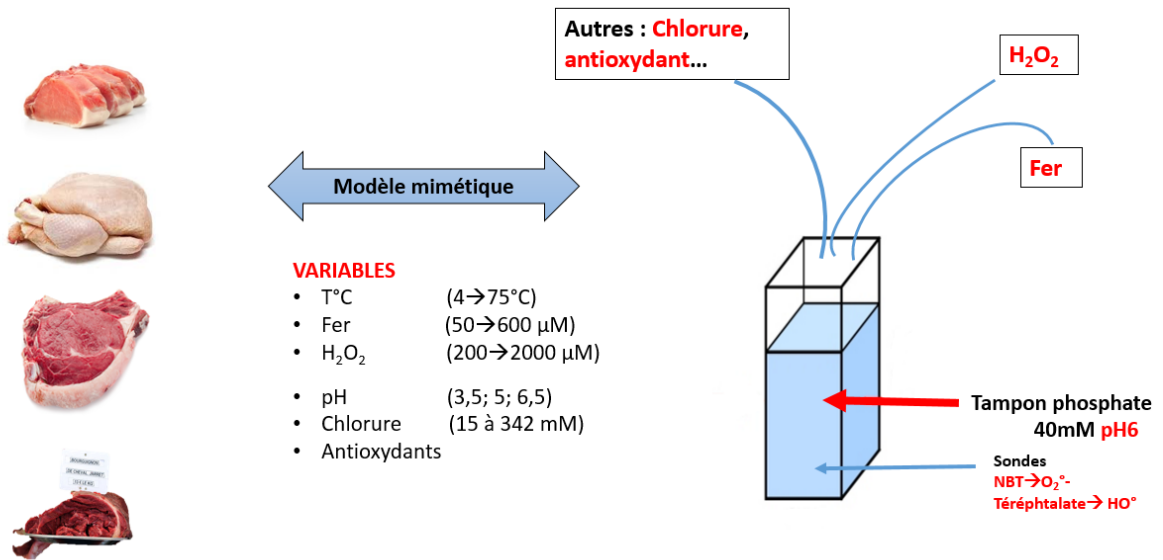 Autres : Chlorure,
antioxydant...
H₂O₂
Fer
Modèle mimétique
VARIABLES
• T°C (4→75°C)
• Fer (50→600 µM)
• H₂O₂ (200→2000 µM)
• pH (3,5; 5; 6,5)
• Chlorure (15 à 342 mM)
• Antioxydants
Tampon phosphate
40mM pH6
Sondes
NBT→O₂°-
Téréphtalate→ HO°